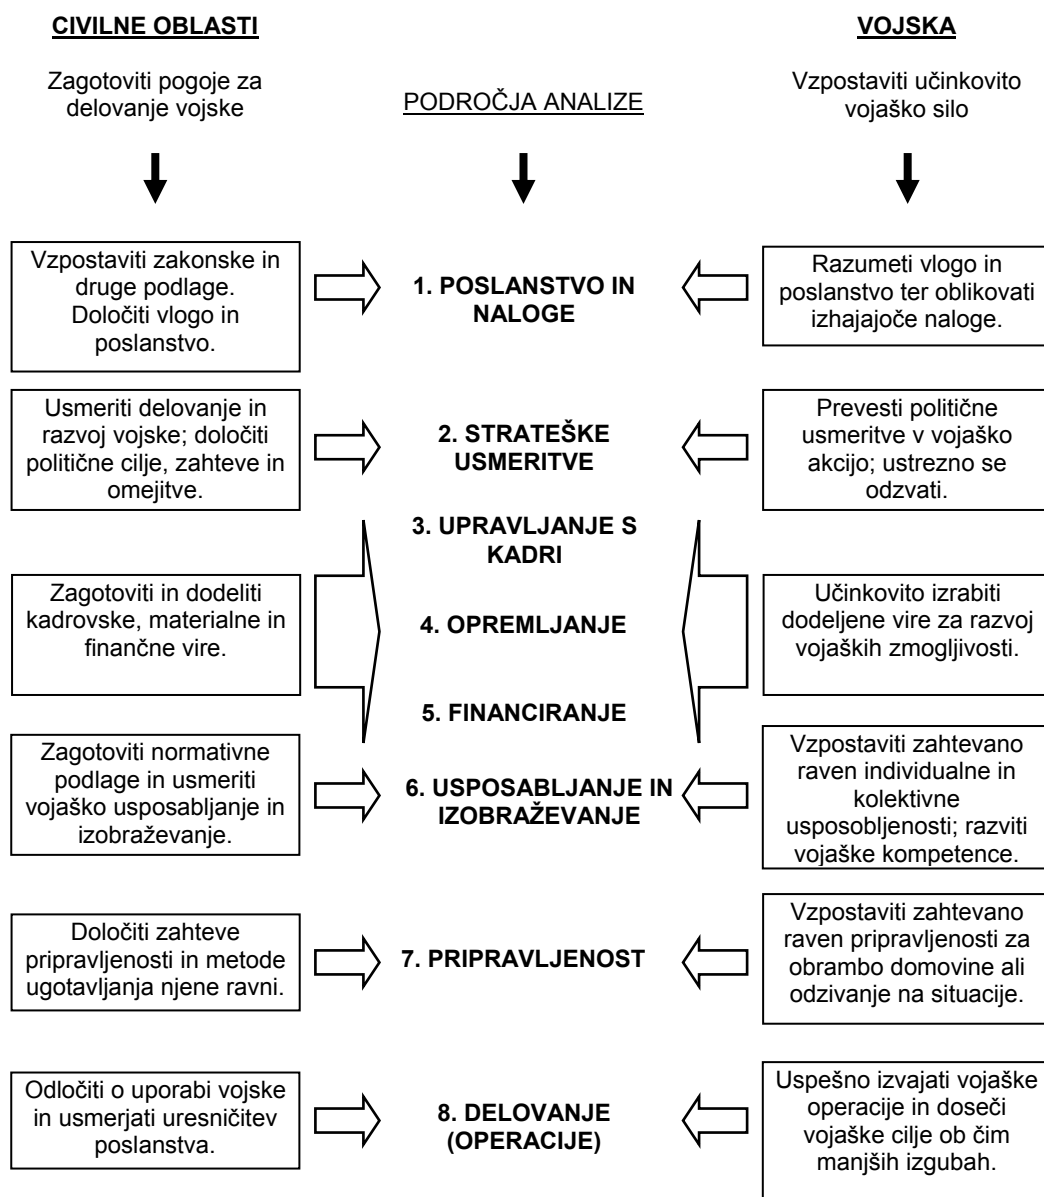 CIVILNE OBLASTI
VOJSKA
Zagotoviti pogoje za
delovanje vojske
PODROČJA ANALIZE
Vzpostaviti učinkovito
vojaško silo
Vzpostaviti zakonske in
druge podlage.
Določiti vlogo in
poslanstvo.
1. POSLANSTVO IN
NALOGE
Razumeti vlogo in
poslanstvo ter oblikovati
izhajajoče naloge.
Usmeriti delovanje in
razvoj vojske; določiti
politične cilje, zahteve in
omejitve.
2. STRATEŠKE
USMERITVE
Prevesti politične
usmeritve v vojaško
akcijo; ustrezno se
odzvati.
3. UPRAVLJANJE S
KADRI
Zagotoviti in dodeliti
kadrovske, materialne in
finančne vire.
4. OPREMLJANJE
Učinkovito izrabiti
dodeljene vire za razvoj
vojaških zmogljivosti.
5. FINANCIRANJE
Zagotoviti normativne
podlage in usmeriti
vojaško usposabljanje in
izobraževanje.
6. USPOSABLJANJE IN
IZOBRAŽEVANJE
Vzpostaviti zahtevano
raven individualne in
kolektivne
usposobljenosti; razviti
vojaške kompetence.
Določiti zahteve
pripravljenosti in metode
ugotavljanja njene ravni.
7. PRIPRAVLJENOST
Vzpostaviti zahtevano
raven pripravljenosti za
obrambo domovine ali
odzivanje na situacije.
Odločiti o uporabi vojske
in usmerjati uresničitev
poslanstva.
8. DELOVANJE
(OPERACIJE)
Uspešno izvajati vojaške
operacije in doseči
vojaške cilje ob čim
manjših izgubah.